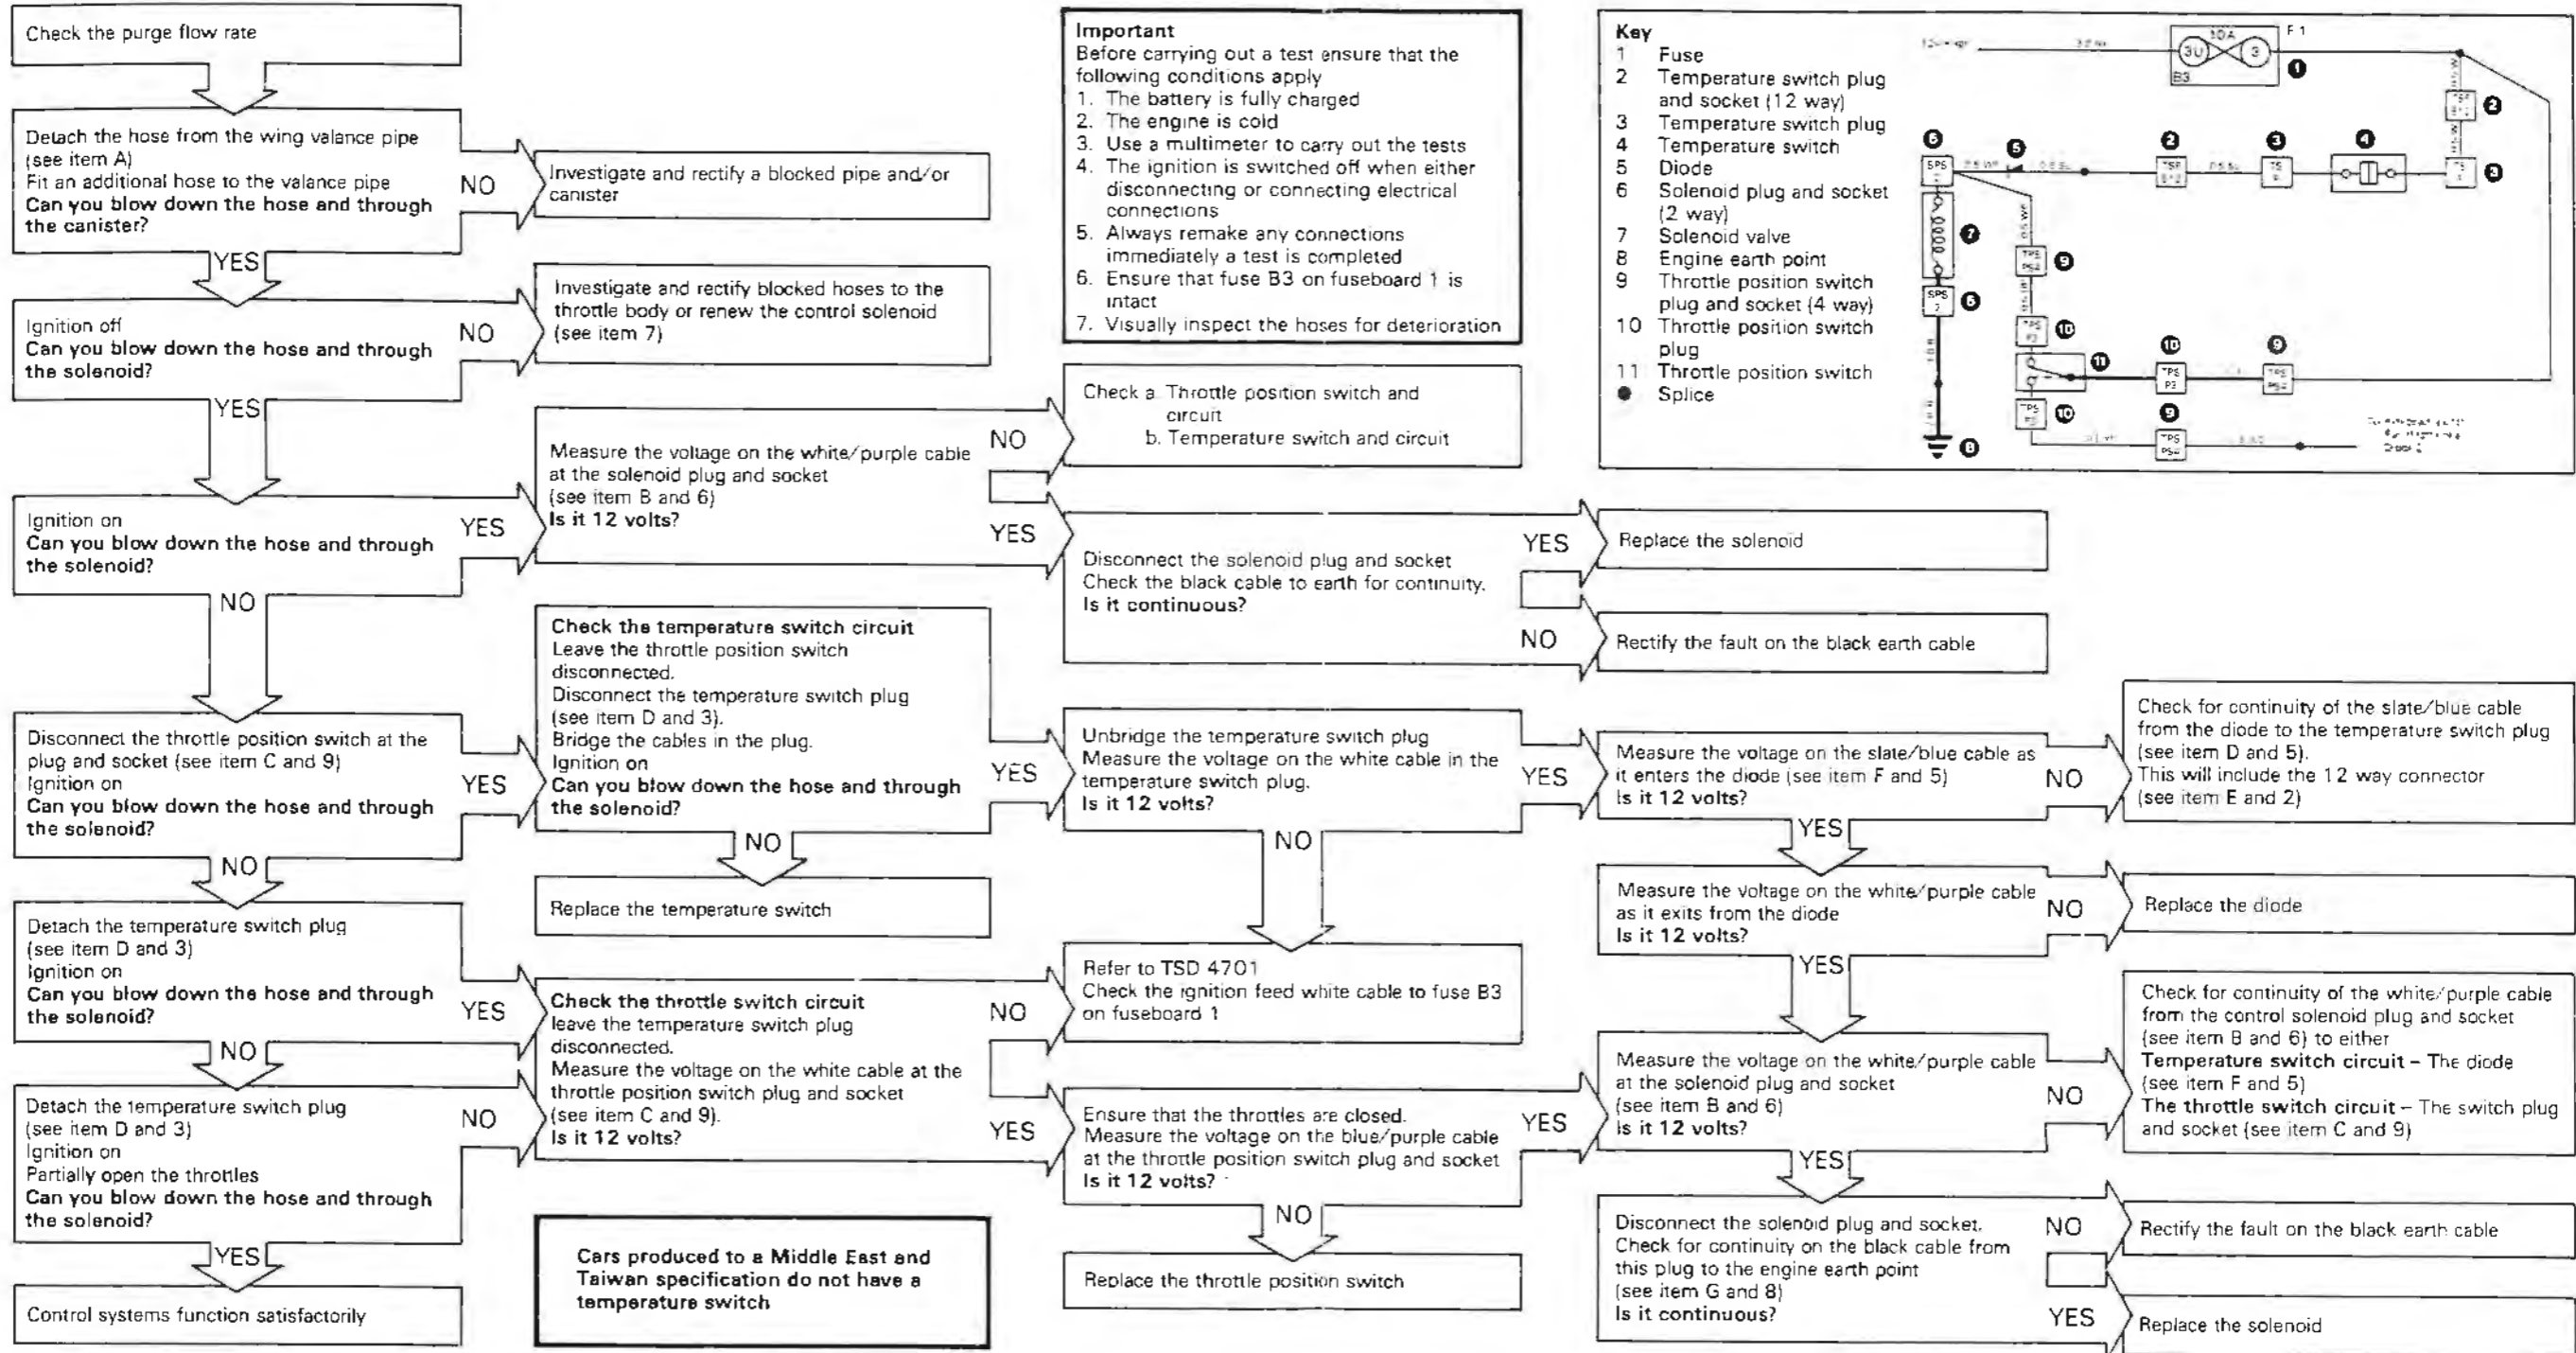 Check the purge flow rate
Detach the hose from the wing valance pipe
(see item A)
Fit an additional hose to the valance pipe
Can you blow down the hose and through
the canister?
NO
Investigate and rectify a blocked pipe and/or
canister
YES
Ignition off
Can you blow down the hose and through
the solenoid?
NO
Investigate and rectify blocked hoses to the
throttle body or renew the control solenoid
(see item 7)
YES
Ignition on
Can you blow down the hose and through
the solenoid?
YES
Measure the voltage on the white/purple cable
at the solenoid plug and socket
(see item B and 6)
Is it 12 volts?
NO
Check a. Throttle position switch and
circuit
b. Temperature switch and circuit
YES
Disconnect the solenoid plug and socket
Check the black cable to earth for continuity.
Is it continuous?
YES
Replace the solenoid
NO
Rectify the fault on the black earth cable
NO
Disconnect the throttle position switch at the
plug and socket (see item C and 9)
Ignition on
Can you blow down the hose and through
the solenoid?
YES
Check the temperature switch circuit
Leave the throttle position switch
disconnected.
Disconnect the temperature switch plug
(see item D and 3).
Bridge the cables in the plug.
Ignition on
Can you blow down the hose and through
the solenoid?
NO
Replace the temperature switch
YES
Unbridge the temperature switch plug
Measure the voltage on the white cable in the
temperature switch plug.
Is it 12 volts?
NO
YES
Measure the voltage on the slate/blue cable as
it enters the diode (see item F and 5)
Is it 12 volts?
NO
Check for continuity of the slate/blue cable
from the diode to the temperature switch plug
(see item D and 5).
This will include the 12 way connector
(see item E and 2)
YES
Measure the voltage on the white/purple cable
as it exits from the diode
Is it 12 volts?
NO
Replace the diode
YES
NO
Detach the temperature switch plug
(see item D and 3)
Ignition on
Can you blow down the hose and through
the solenoid?
YES
Check the throttle switch circuit
leave the temperature switch plug
disconnected.
Measure the voltage on the white cable at the
throttle position switch plug and socket
(see item C and 9).
Is it 12 volts?
NO
Refer to TSD 4701
Check the ignition feed white cable to fuse B3
on fuseboard 1
YES
Ensure that the throttles are closed.
Measure the voltage on the blue/purple cable
at the throttle position switch plug and socket
Is it 12 volts?
NO
Replace the throttle position switch
YES
Measure the voltage on the white/purple cable
at the solenoid plug and socket
(see item B and 6)
Is it 12 volts?
NO
Check for continuity of the white/purple cable
from the control solenoid plug and socket
(see item B and 6) to either
Temperature switch circuit – The diode
(see item F and 5)
The throttle switch circuit – The switch plug
and socket (see item C and 9)
YES
Disconnect the solenoid plug and socket.
Check for continuity on the black cable from
this plug to the engine earth point
(see item G and 8)
Is it continuous?
NO
Rectify the fault on the black earth cable
YES
Replace the solenoid
NO
Detach the temperature switch plug
(see item D and 3)
Ignition on
Partially open the throttles
Can you blow down the hose and through
the solenoid?
NO
YES
Control systems function satisfactorily
Cars produced to a Middle East and
Taiwan specification do not have a
temperature switch
Important
Before carrying out a test ensure that the
following conditions apply
1. The battery is fully charged
2. The engine is cold
3. Use a multimeter to carry out the tests
4. The ignition is switched off when either
disconnecting or connecting electrical
connections
5. Always remake any connections
immediately a test is completed
6. Ensure that fuse B3 on fuseboard 1 is
intact
7. Visually inspect the hoses for deterioration
Key
1 Fuse
2 Temperature switch plug
and socket (12 way)
3 Temperature switch plug
4 Temperature switch
5 Diode
6 Solenoid plug and socket
(2 way)
7 Solenoid valve
8 Engine earth point
9 Throttle position switch
plug and socket (4 way)
10 Throttle position switch
plug
11 Throttle position switch
● Splice
10A
F 1
3U 3
B3
1
2
6 5 2 3 4
SPS
3
7
9
6
SPS
2
10
11 10 9
TPS
P3
10 9
8